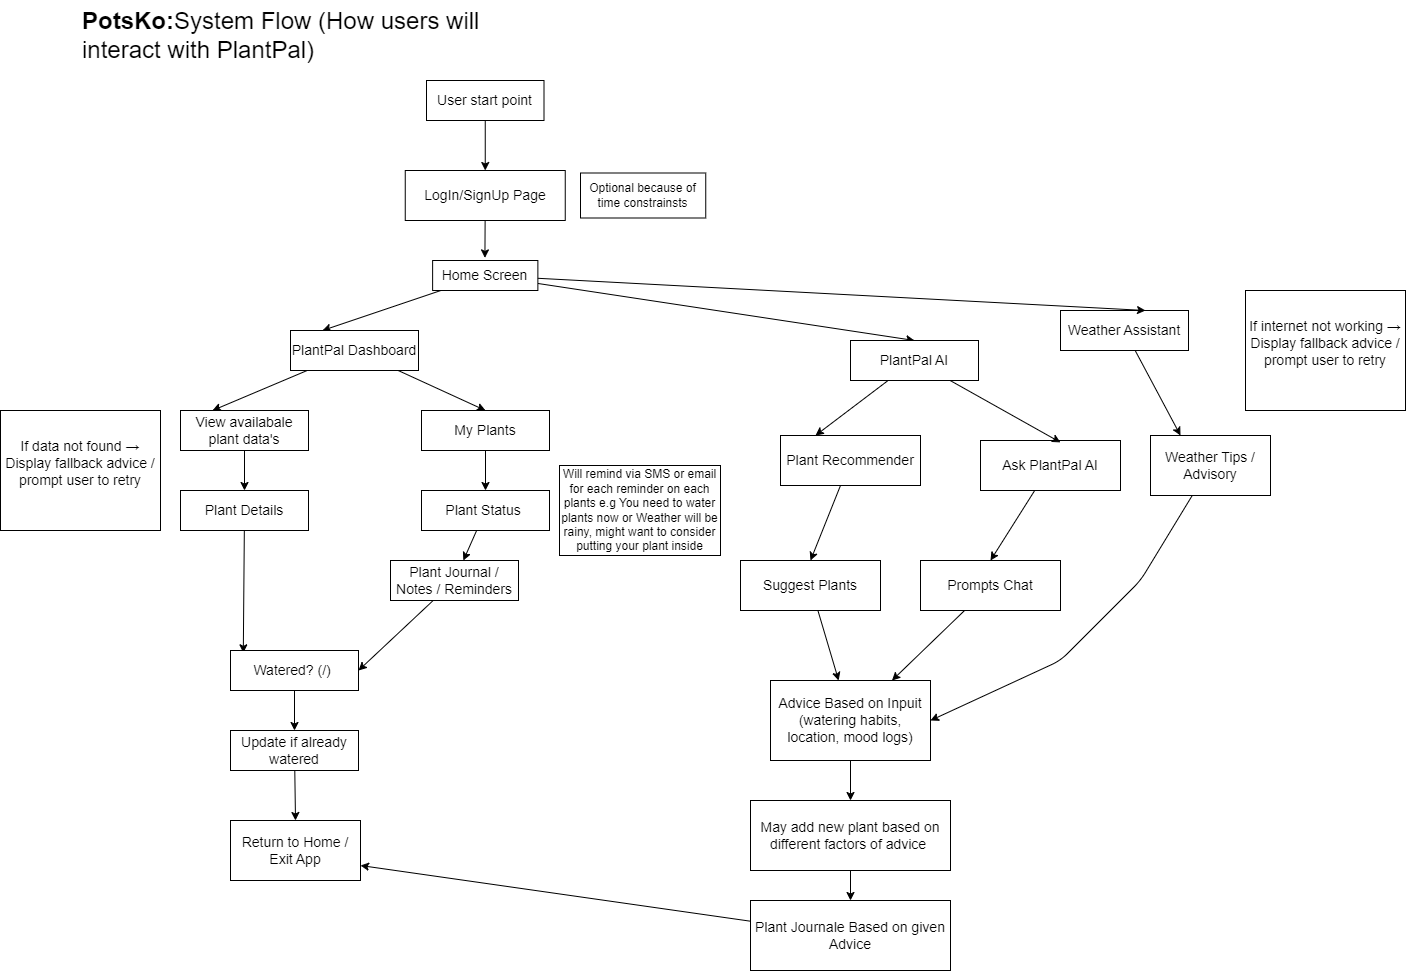 PotsKo:System Flow (How users will
interact with PlantPal)
User start point
LogIn/SignUp Page
Optional because of
time constrainsts
Home Screen
PlantPal Dashboard
PlantPal AI
Weather Assistant
If internet not working →
Display fallback advice /
prompt user to retry
If data not found →
Display fallback advice /
prompt user to retry
View availabale
plant data's
My Plants
Plant Details
Plant Status
Will remind via SMS or email
for each reminder on each
plants e.g You need to water
plants now or Weather will be
rainy, might want to consider
putting your plant inside
Plant Recommender
Ask PlantPal AI
Weather Tips /
Advisory
Plant Journal /
Notes / Reminders
Suggest Plants
Prompts Chat
Watered? (/)
Advice Based on Inpuit
(watering habits,
location, mood logs)
Update if already
watered
May add new plant based on
different factors of advice
Return to Home /
Exit App
Plant Journale Based on given
Advice